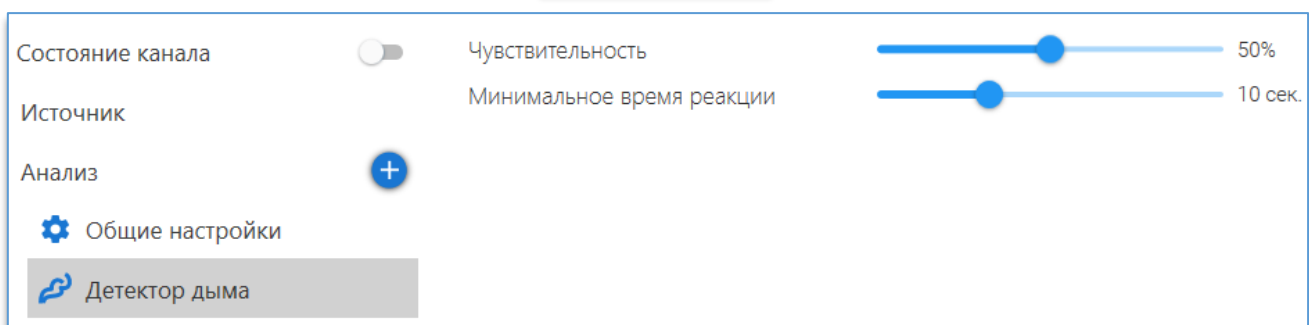 Состояние канала
Источник
Анализ
Общие настройки
Детектор дыма
Чувствительность 50%
Минимальное время реакции 10 сек.